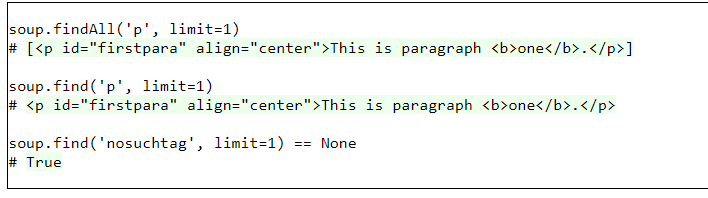 soup.findAll('p', limit=1)
# [<p id="firstpara" align="center">This is paragraph <b>one</b>.</p>]
soup.find('p', limit=1)
# <p id="firstpara" align="center">This is paragraph <b>one</b>.</p>
soup.find('nosuchtag', limit=1) == None
# True